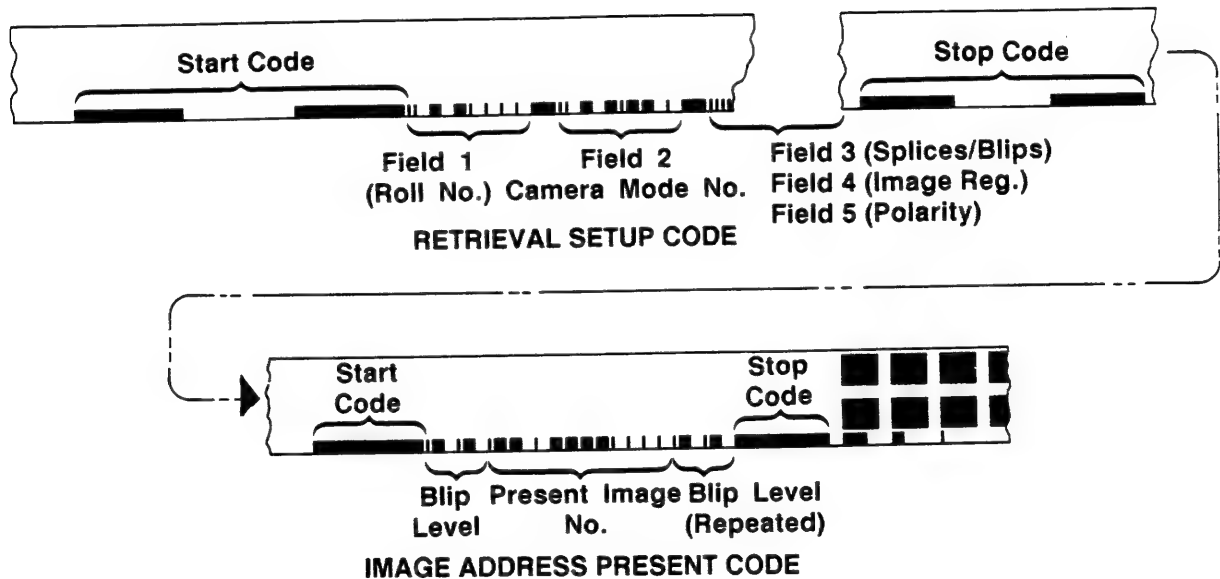 Start Code
Stop Code
Field 1
(Roll No.)
Field 2
Camera Mode No.
Field 3 (Splices/Blips)
Field 4 (Image Reg.)
Field 5 (Polarity)
RETRIEVAL SETUP CODE
Start
Code
Stop
Code
Blip
Level
Present Image
No.
Blip Level
(Repeated)
IMAGE ADDRESS PRESENT CODE